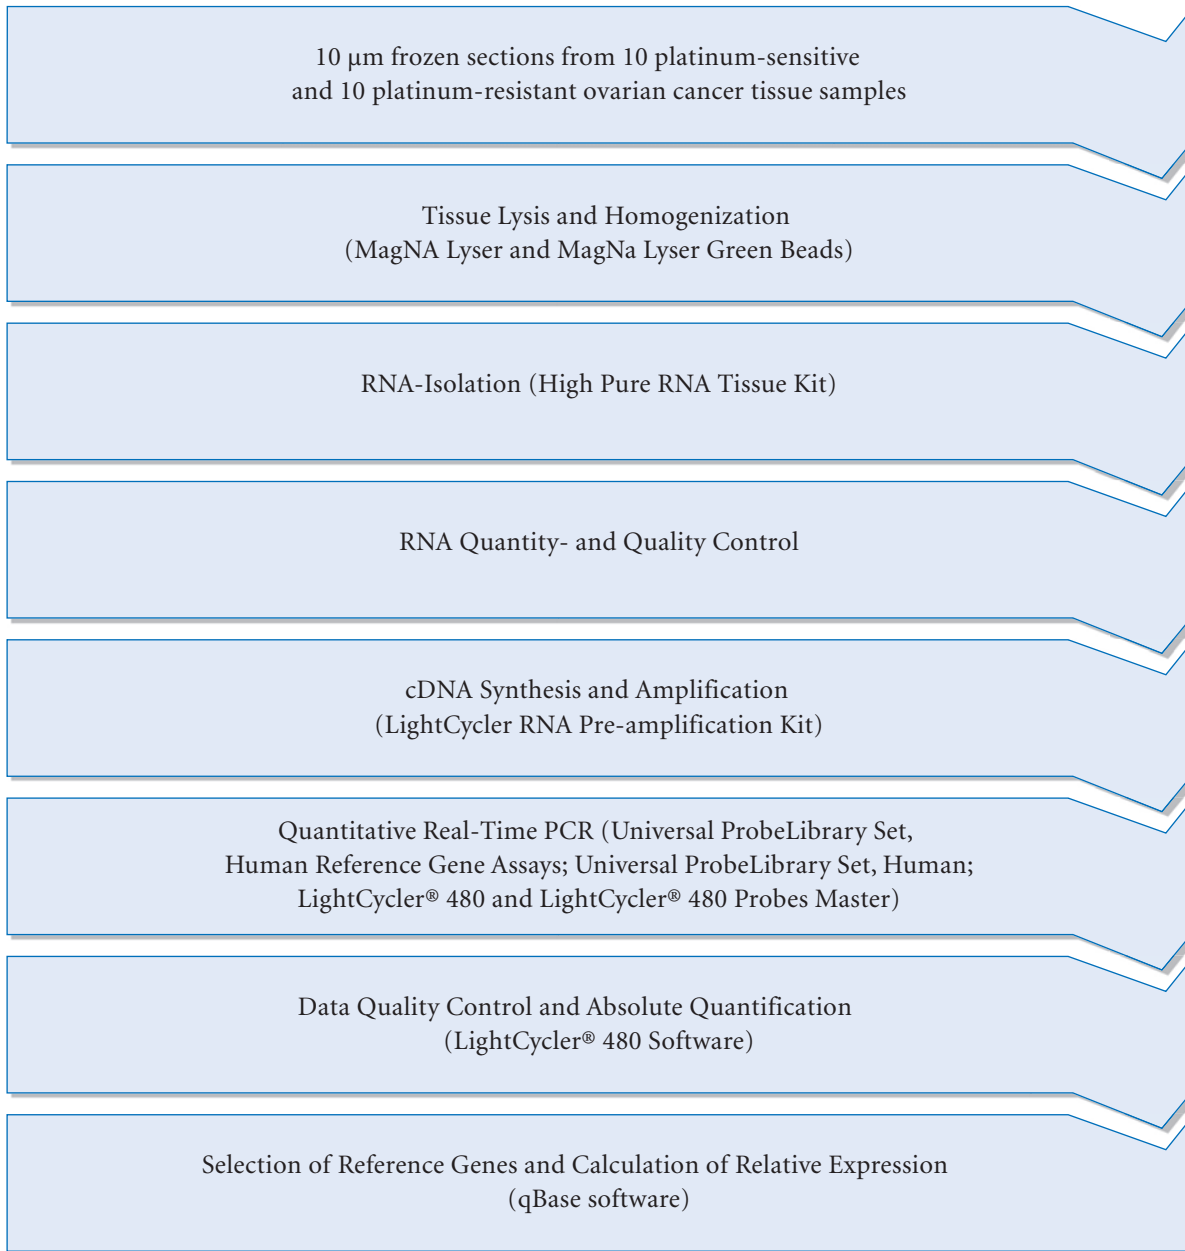 10 µm frozen sections from 10 platinum-sensitive
and 10 platinum-resistant ovarian cancer tissue samples
Tissue Lysis and Homogenization
(MagNA Lyser and MagNa Lyser Green Beads)
RNA-Isolation (High Pure RNA Tissue Kit)
RNA Quantity- and Quality Control
cDNA Synthesis and Amplification
(LightCycler RNA Pre-amplification Kit)
Quantitative Real-Time PCR (Universal ProbeLibrary Set,
Human Reference Gene Assays; Universal ProbeLibrary Set, Human;
LightCycler® 480 and LightCycler® 480 Probes Master)
Data Quality Control and Absolute Quantification
(LightCycler® 480 Software)
Selection of Reference Genes and Calculation of Relative Expression
(qBase software)